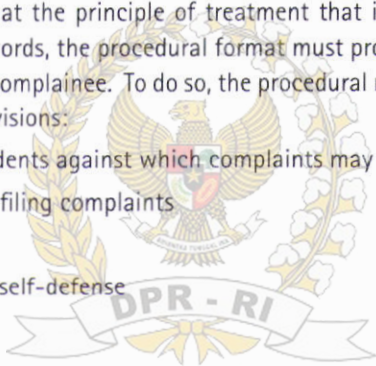 at the principle of treatment that i
ords, the procedural format must pro
omplainee. To do so, the procedural
visions:
dents against which complaints may
filing complaints
self-defense
DPR - RI